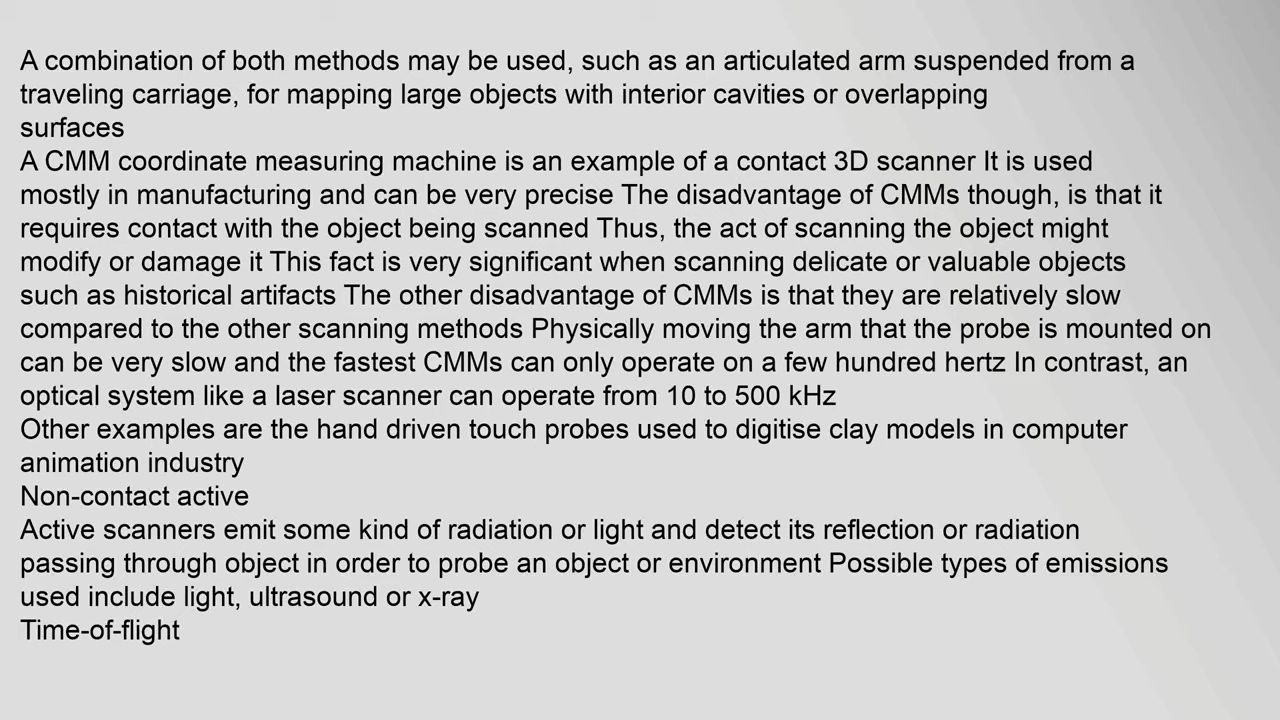 A combination of both methods may be used, such as an articulated arm suspended from a
traveling carriage, for mapping large objects with interior cavities or overlapping
surfaces
A CMM coordinate measuring machine is an example of a contact 3D scanner It is used
mostly in manufacturing and can be very precise The disadvantage of CMMs though, is that it
requires contact with the object being scanned Thus, the act of scanning the object might
modify or damage it This fact is very significant when scanning delicate or valuable objects
such as historical artifacts The other disadvantage of CMMs is that they are relatively slow
compared to the other scanning methods Physically moving the arm that the probe is mounted on
can be very slow and the fastest CMMs can only operate on a few hundred hertz In contrast, an
optical system like a laser scanner can operate from 10 to 500 kHz
Other examples are the hand driven touch probes used to digitise clay models in computer
animation industry
Non-contact active
Active scanners emit some kind of radiation or light and detect its reflection or radiation
passing through object in order to probe an object or environment Possible types of emissions
used include light, ultrasound or x-ray
Time-of-flight